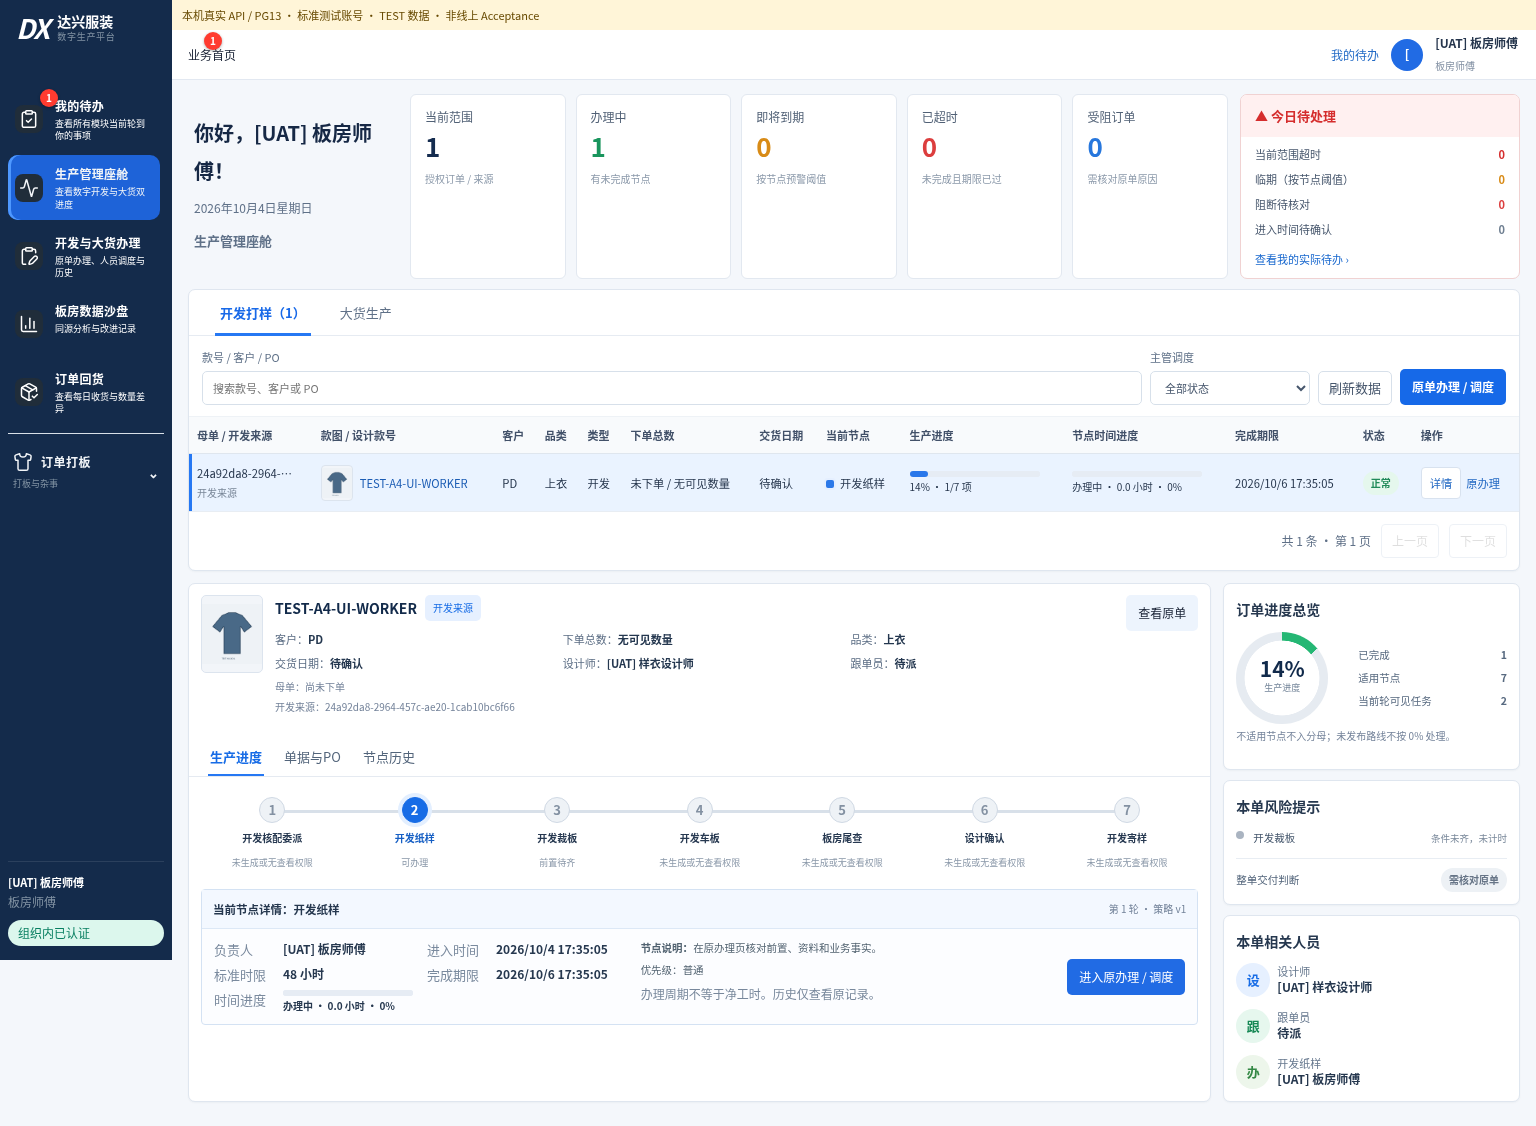 本机真实 API / PG13 · 标准测试账号 · TEST 数据 · 非线上 Acceptance
DX 达兴服装
数字生产平台
1
业务首页
我的待办
[
[UAT] 板房师傅
板房师傅
1
我的待办
查看所有模块当前轮到
你的事项
生产管理座舱
查看数字开发与大货双
进度
开发与大货办理
原单办理、人员调度与
历史
板房数据沙盘
同源分析与改进记录
订单回货
查看每日收货与数量差
异
订单打板
打板与杂事
[UAT] 板房师傅
板房师傅
组织内已认证
你好，[UAT] 板房师
傅！
2026年10月4日星期日
生产管理座舱
当前范围
1
授权订单 / 来源
办理中
1
有未完成节点
即将到期
0
按节点预警阈值
已超时
0
未完成且期限已过
受阻订单
0
需核对原单原因
今日待处理
当前范围超时 0
临期（按节点阈值） 0
阻断待核对 0
进入时间待确认 0
查看我的实际待办 ›
开发打样（1） 大货生产
款号 / 客户 / PO 主管调度
搜索款号、客户或 PO 全部状态 刷新数据 原单办理 / 调度
母单 / 开发来源 款图 / 设计款号 客户 品类 类型 下单总数 交货日期 当前节点 生产进度 节点时间进度 完成期限 状态 操作
24a92da8-2964-···
开发来源
TEST-A4-UI-WORKER PD 上衣 开发 未下单 / 无可见数量 待确认 开发纸样 14% · 1/7 项 办理中 · 0.0 小时 · 0% 2026/10/6 17:35:05 正常 详情 原办理
共 1 条 · 第 1 页 上一页 下一页
TEST-A4-UI-WORKER 开发来源 查看原单
客户：PD 下单总数：无可见数量 品类：上衣
交货日期：待确认 设计师：[UAT] 样衣设计师 跟单员：待派
母单：尚未下单
开发来源：24a92da8-2964-457c-ae20-1cab10bc6f66
生产进度 单据与PO 节点历史
1 2 3 4 5 6 7
开发核配委派 开发纸样 开发裁板 开发车板 板房尾查 设计确认 开发寄样
未生成或无查看权限 可办理 前置待齐 未生成或无查看权限 未生成或无查看权限 未生成或无查看权限 未生成或无查看权限
当前节点详情：开发纸样 第 1 轮 · 策略 v1
负责人 [UAT] 板房师傅 进入时间 2026/10/4 17:35:05
标准时限 48 小时 完成期限 2026/10/6 17:35:05
时间进度 办理中 · 0.0 小时 · 0%
节点说明：在原办理页核对前置、资料和业务事实。
优先级：普通
办理周期不等于净工时。历史仅查看原记录。
进入原办理 / 调度
订单进度总览
14%
生产进度
已完成 1
适用节点 7
当前轮可见任务 2
不适用节点不入分母；未发布路线不按 0% 处理。
本单风险提示
开发裁板 条件未齐，未计时
整单交付判断 需核对原单
本单相关人员
设 设计师
[UAT] 样衣设计师
跟 跟单员
待派
办 开发纸样
[UAT] 板房师傅